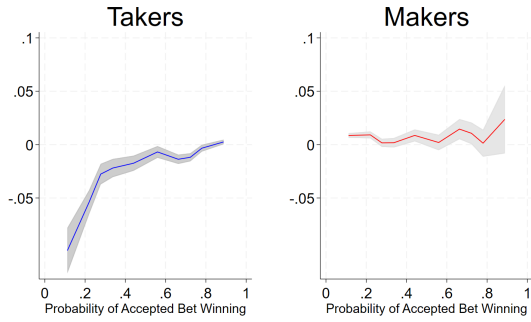 Takers
.1
.05
0
-.05
0 .2 .4 .6 .8 1
Probability of Accepted Bet Winning
Makers
.1
.05
0
-.05
0 .2 .4 .6 .8 1
Probability of Accepted Bet Winning